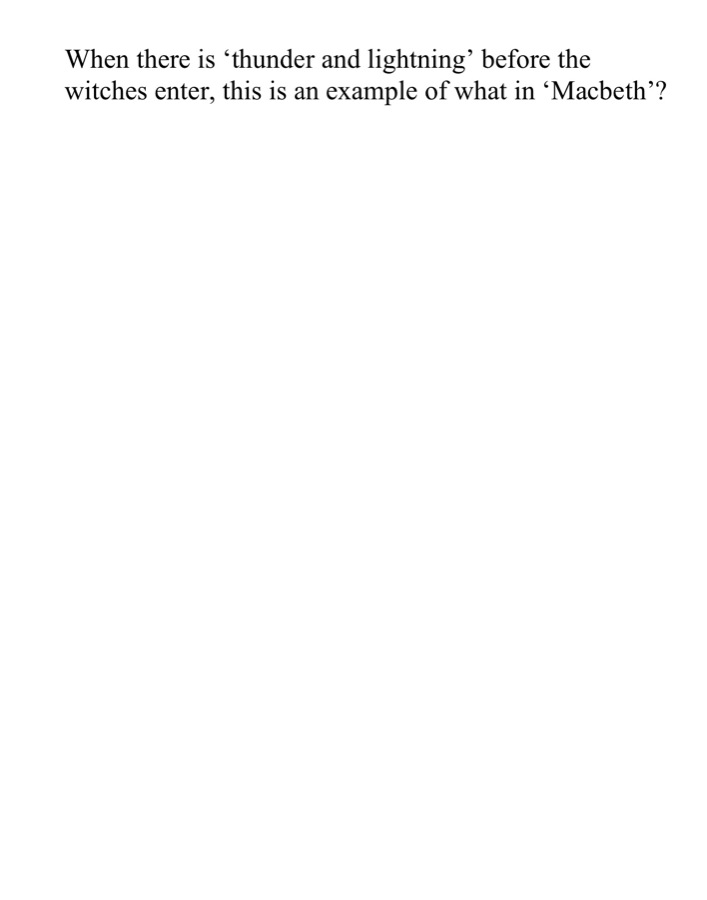 When there is ‘thunder and lightning’ before the
witches enter, this is an example of what in ‘Macbeth’?